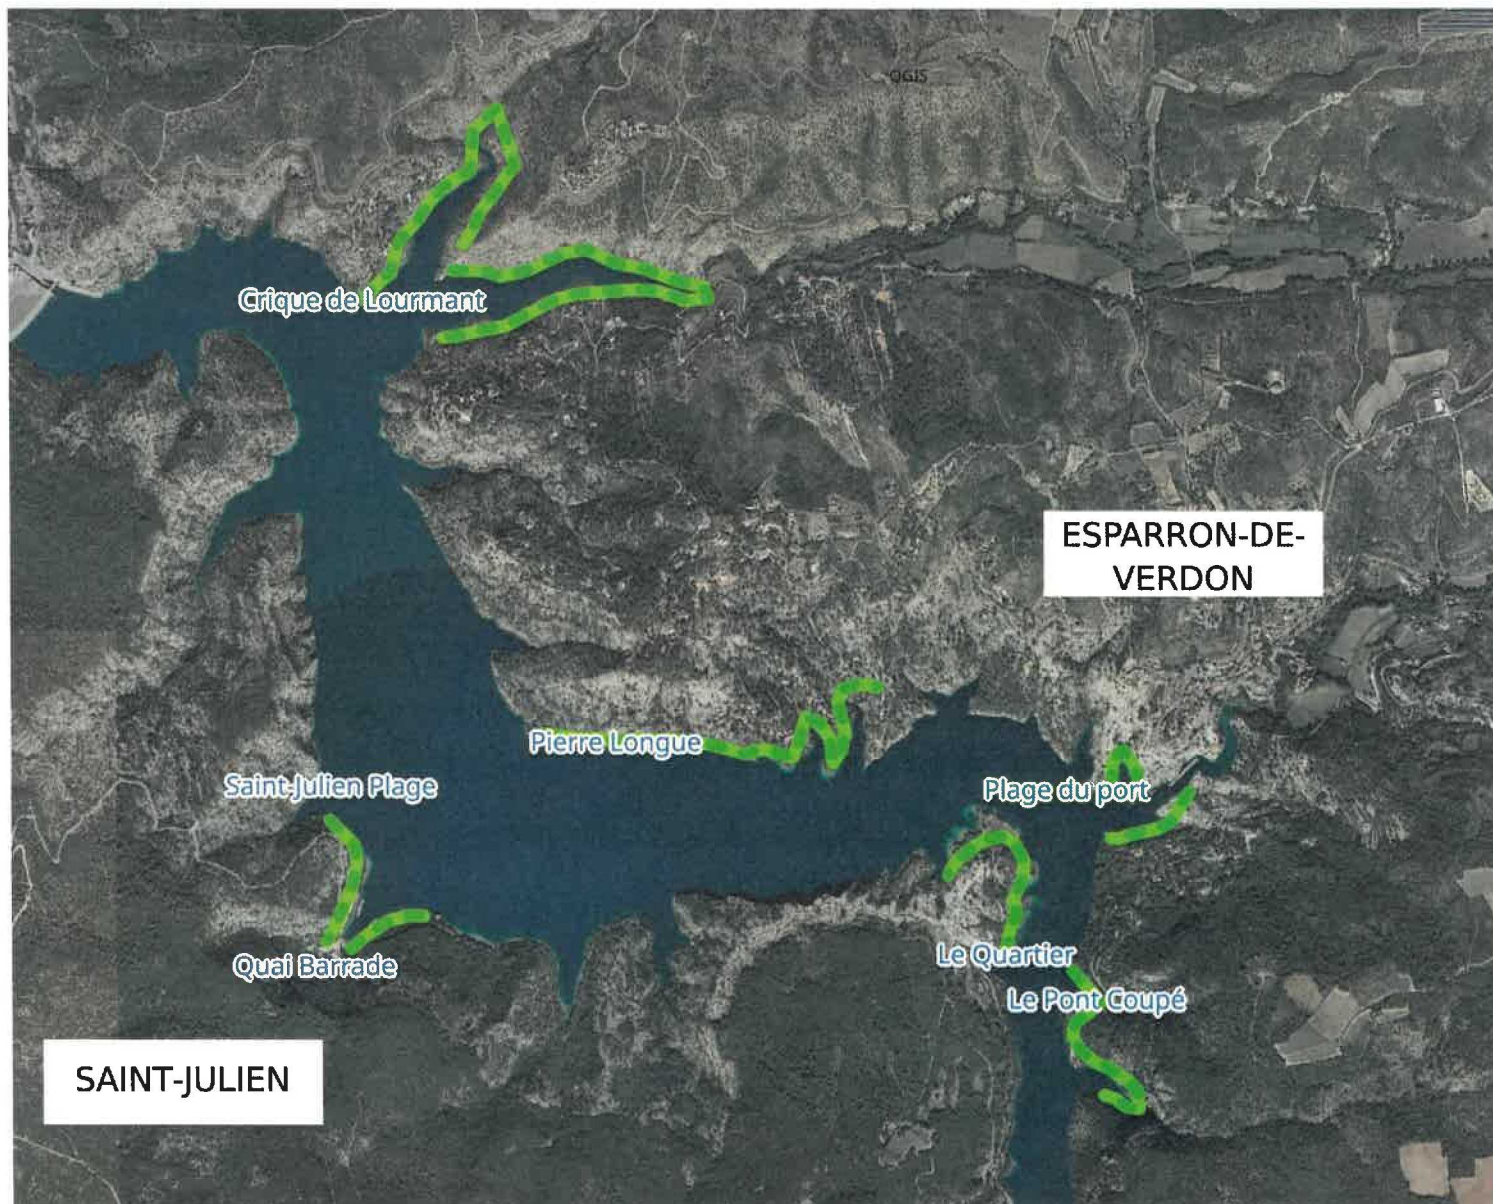 QGIS
Crique de Lourmant
ESPARRON-DE-
VERDON
Pierre Longue
Saint-Julien Plage
Plage du port
Quai Barrade
Le Quartier
Le Pont Coupé
SAINT-JULIEN